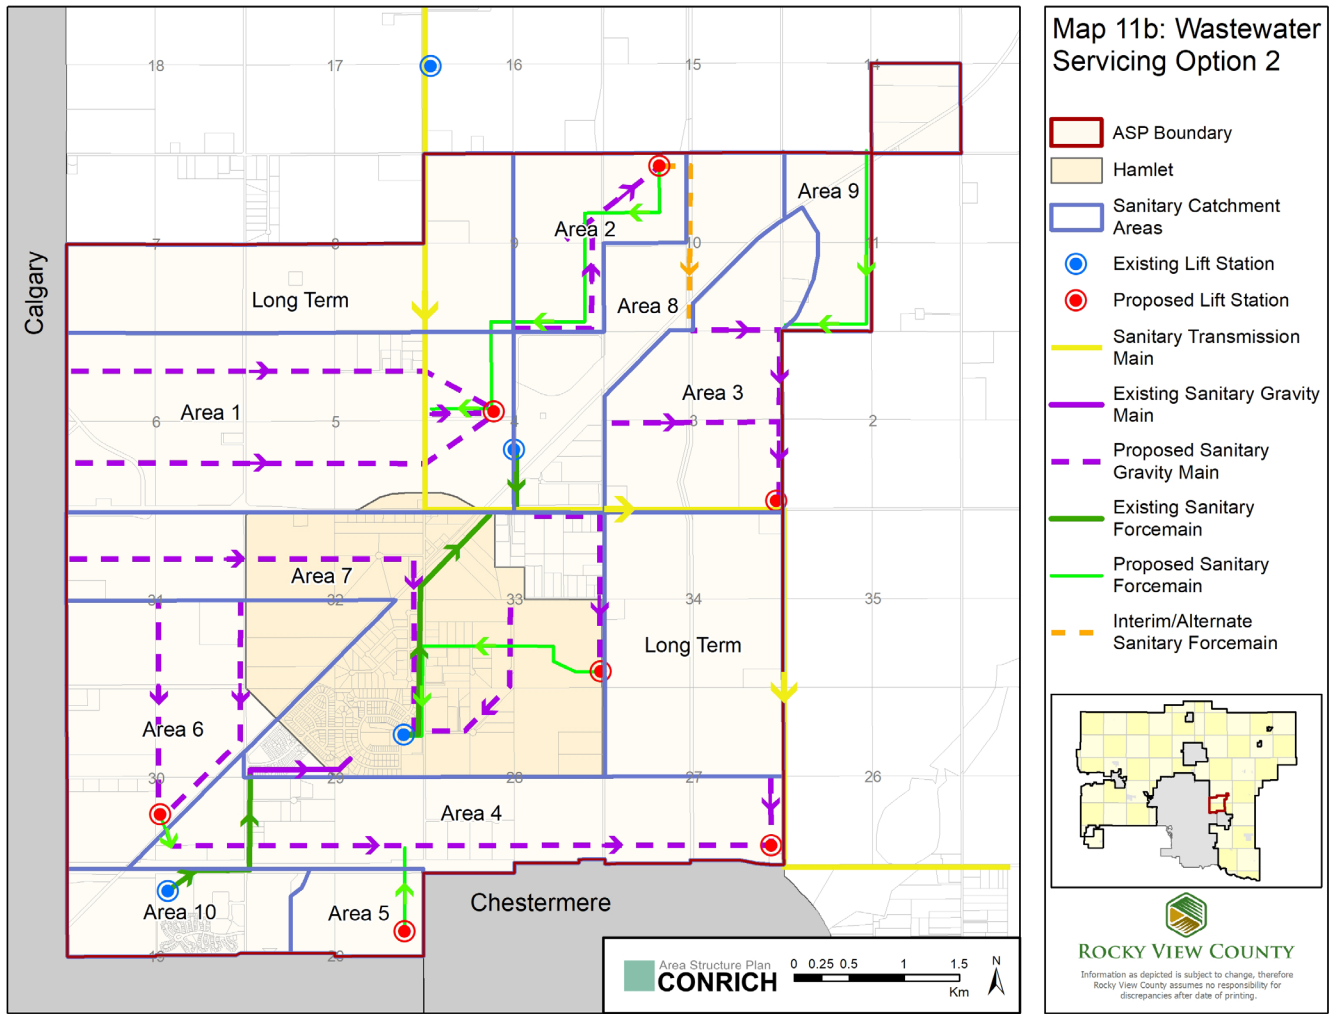 Map 11b: Wastewater
Servicing Option 2
ASP Boundary
Hamlet
Sanitary Catchment
Areas
Existing Lift Station
Proposed Lift Station
Sanitary Transmission
Main
Existing Sanitary Gravity
Main
Proposed Sanitary
Gravity Main
Existing Sanitary
Forcemain
Proposed Sanitary
Forcemain
Interim/Alternate
Sanitary Forcemain
18
17
16
15
14
Area 9
Area 2
7
8
9
10
11
Calgary
Long Term
Area 8
Area 3
Area 1
6
5
4
3
2
Area 7
31
32
33
34
35
Long Term
Area 6
30
29
28
27
26
Area 4
Area 10
Area 5
Chestermere
19
20
Area Structure Plan
CONRICH
0 0.25 0.5 1 1.5
Km
N
ROCKY VIEW COUNTY
Information as depicted is subject to change, therefore
Rocky View County assumes no responsibility for
discrepancies after date of printing.